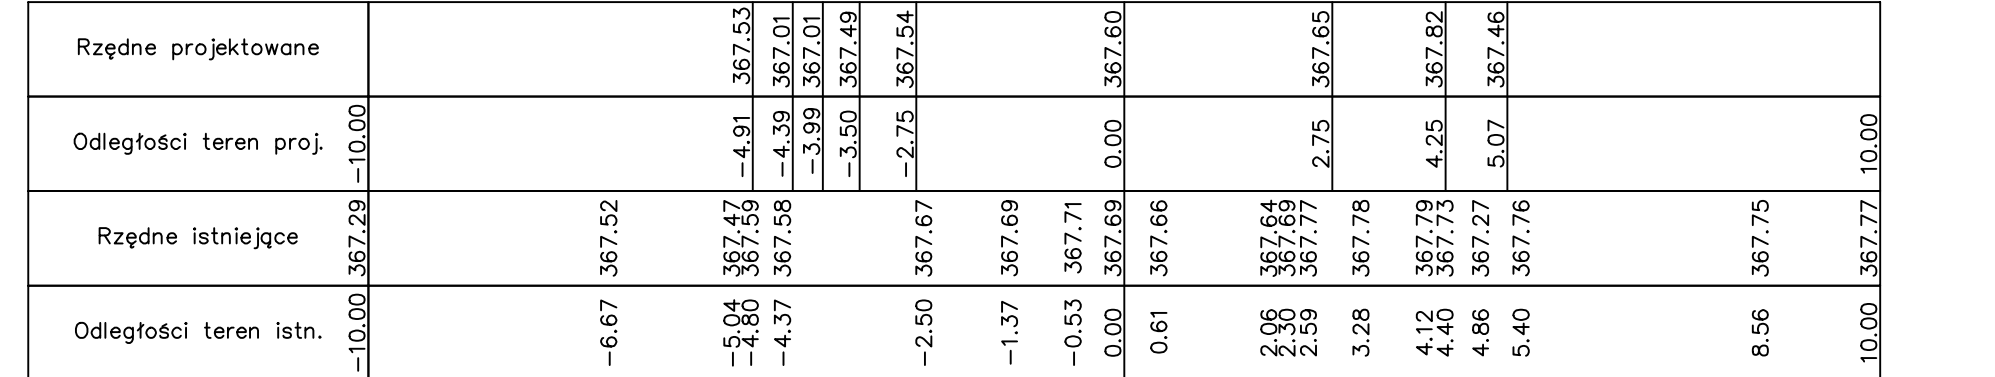 Rzędne projektowane 367.53 367.01 367.01 367.49 367.54 367.60 367.65 367.82 367.46
Odległości teren proj. −10.00 −4.91 −4.39 −3.99 −3.50 −2.75 0.00 2.75 4.25 5.07 10.00
Rzędne istniejące 367.29 367.52 367.47 367.59 367.58 367.67 367.69 367.71 367.69 367.66 367.64 367.69 367.77 367.78 367.79 367.73 367.27 367.76 367.75 367.77
Odległości teren istn. −10.00 −6.67 −5.04 −4.80 −4.37 −2.50 −1.37 −0.53 0.00 0.61 2.06 2.30 2.59 3.28 4.12 4.40 4.86 5.40 8.56 10.00